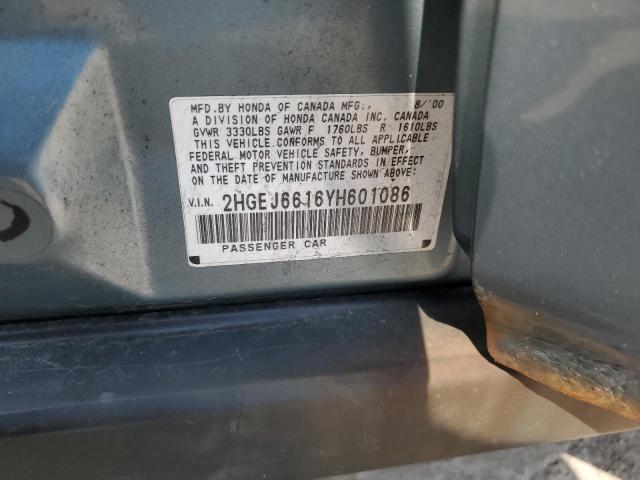 MFD.BY HONDA OF CANADA MFG., 8/'00
A DIVISION OF HONDA CANADA INC. CANADA
GVWR 3330LBS GAWR F 1760LBS R 1610LBS
THIS VEHICLE CONFORMS TO ALL APPLICABLE
FEDERAL MOTOR VEHICLE SAFETY, BUMPER,
AND THEFT PREVENTION STANDARDS IN EFFECT
ON THE DATE OF MANUFACTURE SHOWN ABOVE:
V.I.N. 2HGEJ6616YH601086
PASSENGER CAR